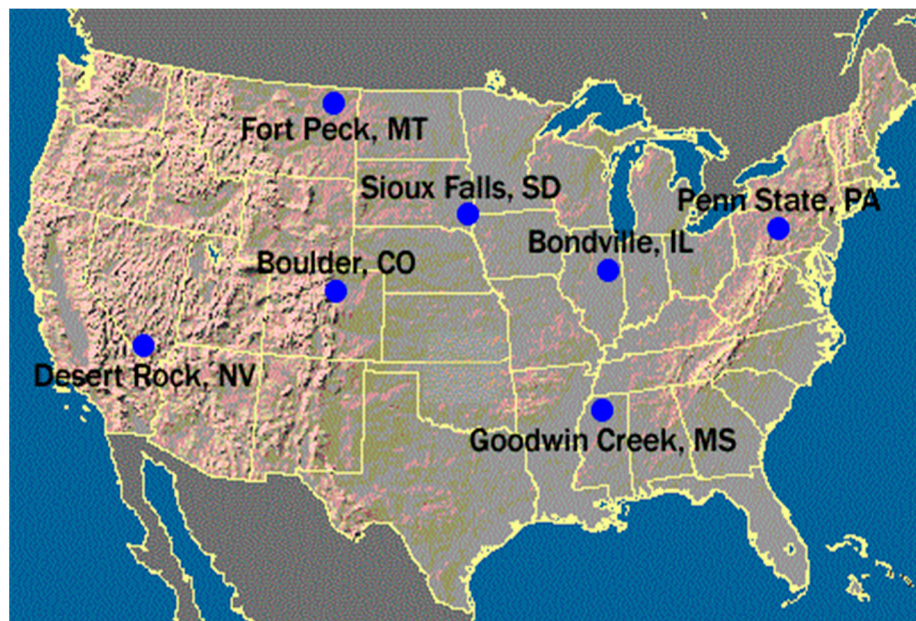 Fort Peck, MT
Sioux Falls, SD
Penn State, PA
Bondville, IL
Boulder, CO
Desert Rock, NV
Goodwin Creek, MS